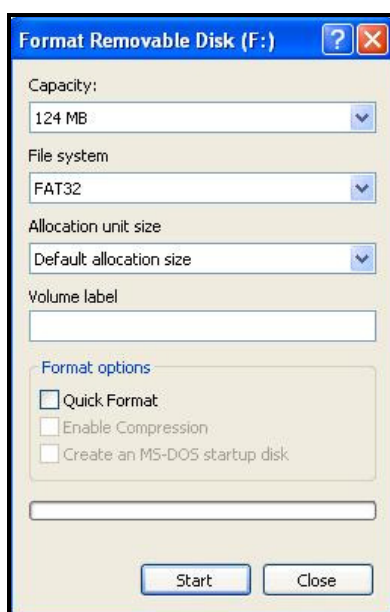 Format Removable Disk (F:)
Capacity:
124 MB
File system
FAT32
Allocation unit size
Default allocation size
Volume label
Format options
Quick Format
Enable Compression
Create an MS-DOS startup disk
Start Close